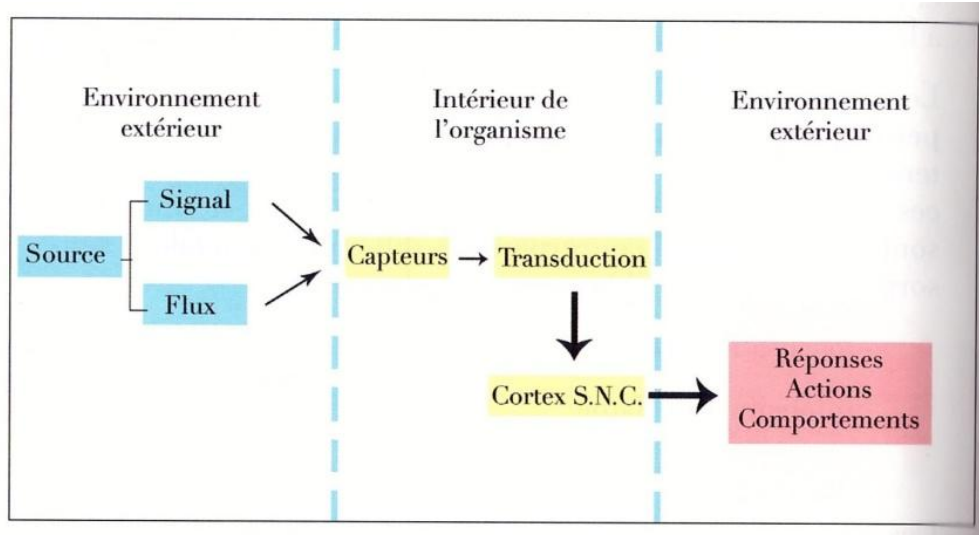 Environnement
extérieur
Intérieur de
l'organisme
Environnement
extérieur
Signal
Source
Flux
Capteurs
Transduction
Cortex S.N.C.
Réponses
Actions
Comportements